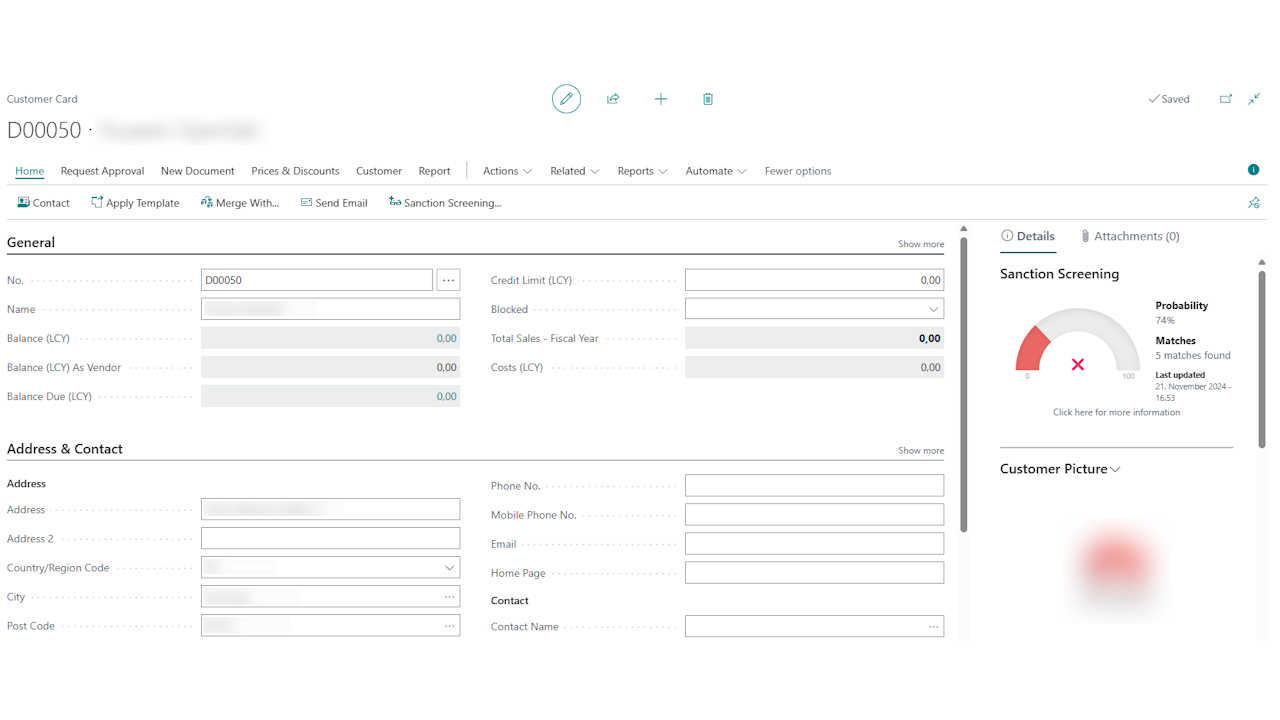 Customer Card
Saved
D00050 ·
Home Request Approval New Document Prices & Discounts Customer Report Actions Related Reports Automate Fewer options
Contact Apply Template Merge With... Send Email Sanction Screening...
General Show more
No. D00050 ...
Name
Balance (LCY) 0,00
Balance (LCY) As Vendor 0,00
Balance Due (LCY) 0,00
Credit Limit (LCY) 0,00
Blocked
Total Sales - Fiscal Year 0,00
Costs (LCY) 0,00
Address & Contact Show more
Address
Address
Address 2
Country/Region Code
City ...
Post Code ...
Phone No.
Mobile Phone No.
Email
Home Page
Contact
Contact Name ...
Details Attachments (0)
Sanction Screening
0 100
Probability
74%
Matches
5 matches found
Last updated
21. November 2024 -
16.53
Click here for more information
Customer Picture